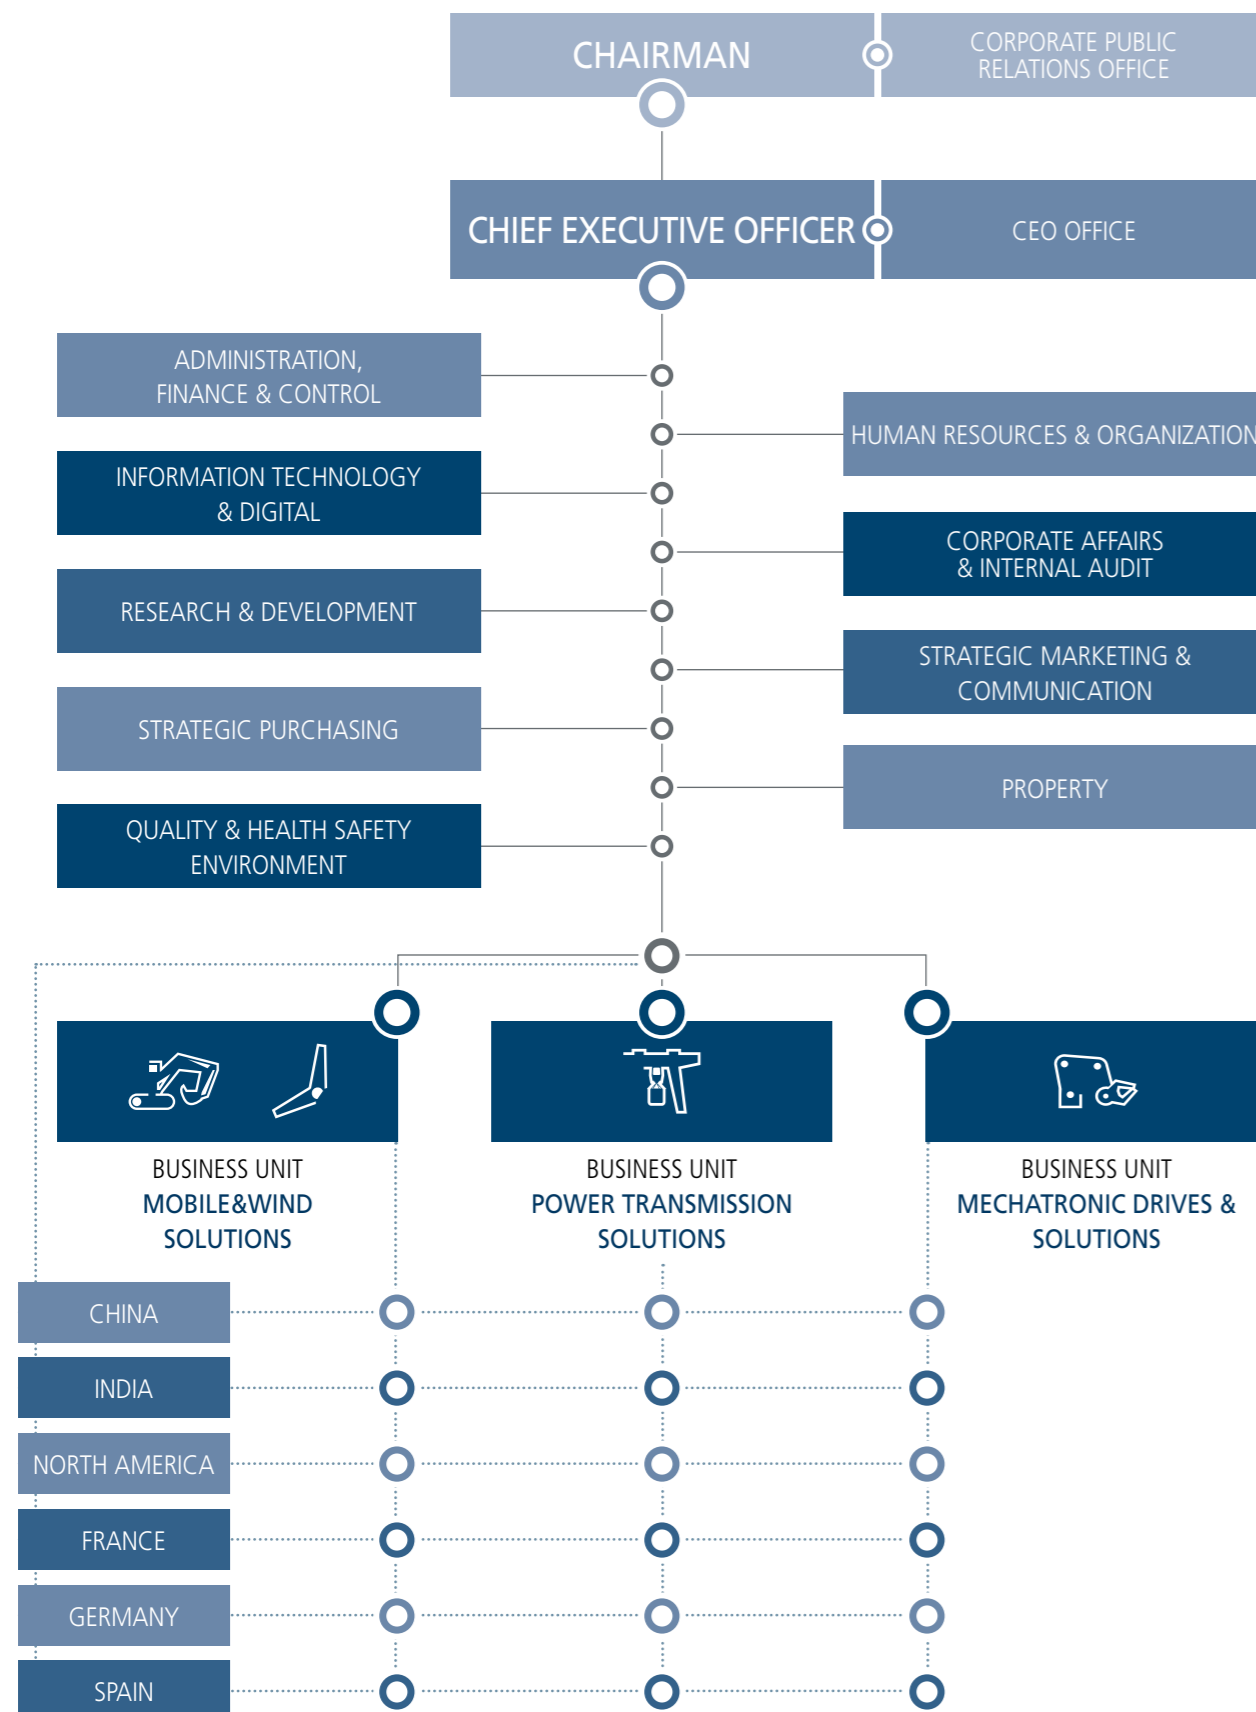 CHAIRMAN
CORPORATE PUBLIC
RELATIONS OFFICE
CHIEF EXECUTIVE OFFICER
CEO OFFICE
ADMINISTRATION,
FINANCE & CONTROL
HUMAN RESOURCES & ORGANIZATION
INFORMATION TECHNOLOGY
& DIGITAL
CORPORATE AFFAIRS
& INTERNAL AUDIT
RESEARCH & DEVELOPMENT
STRATEGIC MARKETING &
COMMUNICATION
STRATEGIC PURCHASING
PROPERTY
QUALITY & HEALTH SAFETY
ENVIRONMENT
BUSINESS UNIT
MOBILE&WIND
SOLUTIONS
BUSINESS UNIT
POWER TRANSMISSION
SOLUTIONS
BUSINESS UNIT
MECHATRONIC DRIVES &
SOLUTIONS
CHINA
INDIA
NORTH AMERICA
FRANCE
GERMANY
SPAIN